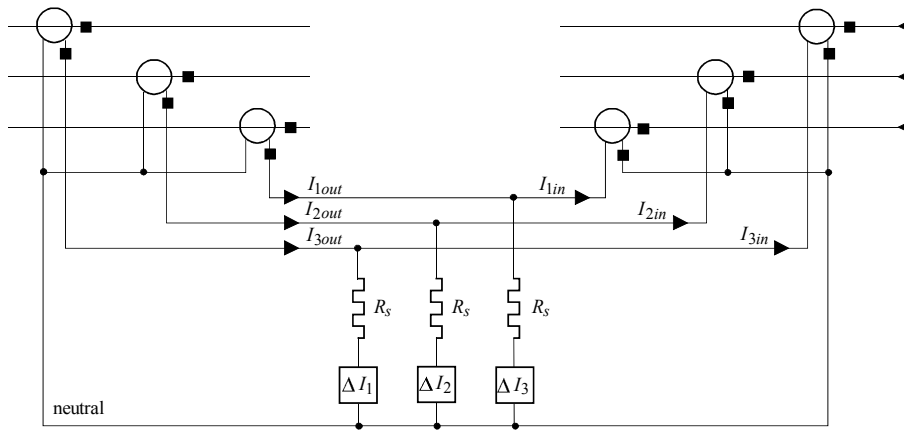 I1out I1in
I2out I2in
I3out I3in
Rs Rs Rs
ΔI1 ΔI2 ΔI3
neutral